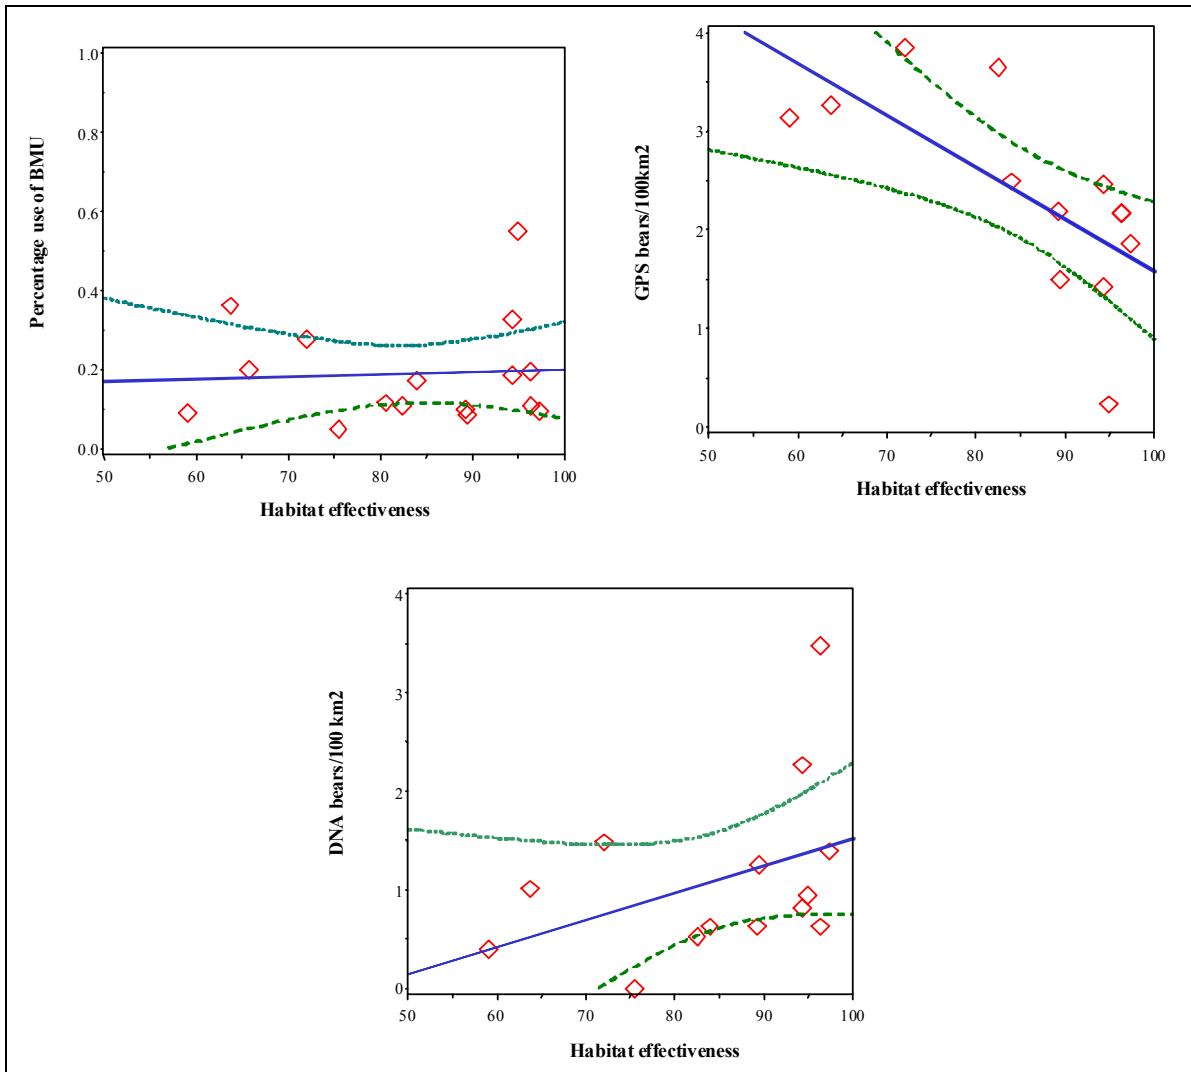 1.0
0.8
0.6
0.4
0.2
0.0
Percentage use of BMU
50 60 70 80 90 100
Habitat effectiveness
4
3
2
1
0
GPS bears/100km2
50 60 70 80 90 100
Habitat effectiveness
4
3
2
1
0
DNA bears/100 km2
50 60 70 80 90 100
Habitat effectiveness